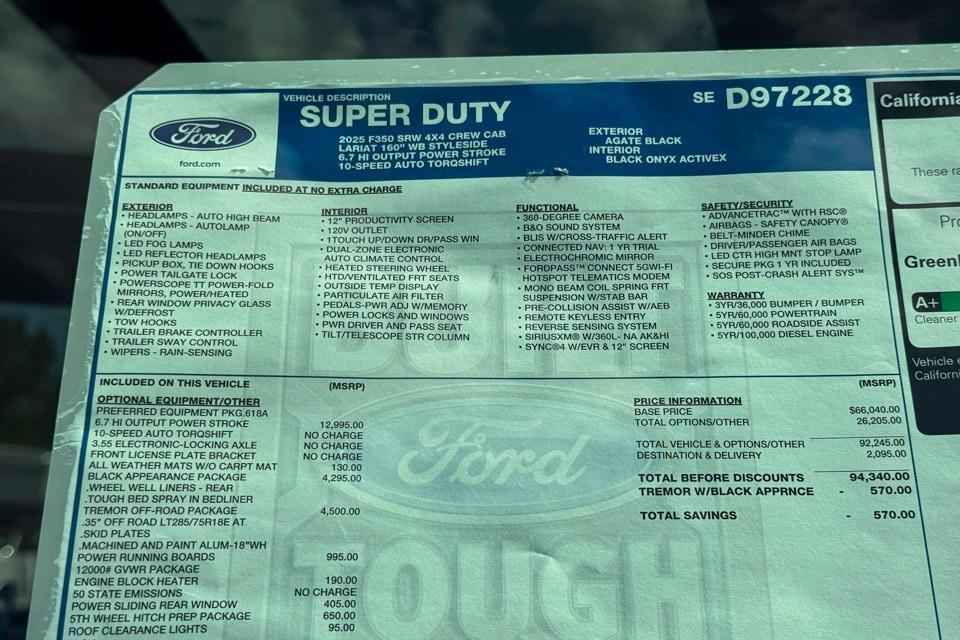 Ford
ford.com
VEHICLE DESCRIPTION
SUPER DUTY
2025 F350 SRW 4X4 CREW CAB
LARIAT 160" WB STYLESIDE
6.7 HI OUTPUT POWER STROKE
10-SPEED AUTO TORQSHIFT
EXTERIOR
AGATE BLACK
INTERIOR
BLACK ONYX ACTIVEX
SE D97228
STANDARD EQUIPMENT INCLUDED AT NO EXTRA CHARGE
EXTERIOR
• HEADLAMPS - AUTO HIGH BEAM
• HEADLAMPS - AUTOLAMP
(ON/OFF)
• LED FOG LAMPS
• LED REFLECTOR HEADLAMPS
• PICKUP BOX, TIE DOWN HOOKS
• POWER TAILGATE LOCK
• POWERSCOPE TT POWER-FOLD
MIRRORS, POWER/HEATED
• REAR WINDOW PRIVACY GLASS
W/DEFROST
• TOW HOOKS
• TRAILER BRAKE CONTROLLER
• TRAILER SWAY CONTROL
• WIPERS - RAIN-SENSING
INTERIOR
• 12" PRODUCTIVITY SCREEN
• 120V OUTLET
• 1TOUCH UP/DOWN DR/PASS WIN
• DUAL-ZONE ELECTRONIC
AUTO CLIMATE CONTROL
• HEATED STEERING WHEEL
• HTD/VENTILATED FRT SEATS
• OUTSIDE TEMP DISPLAY
• PARTICULATE AIR FILTER
• PEDALS-PWR ADJ W/MEMORY
• POWER LOCKS AND WINDOWS
• PWR DRIVER AND PASS SEAT
• TILT/TELESCOPE STR COLUMN
FUNCTIONAL
• 360-DEGREE CAMERA
• B&O SOUND SYSTEM
• BLIS W/CROSS-TRAFFIC ALERT
• CONNECTED NAV: 1 YR TRIAL
• ELECTROCHROMIC MIRROR
• FORDPASS™ CONNECT 5GWI-FI
HOTSPOT TELEMATICS MODEM
• MONO BEAM COIL SPRING FRT
SUSPENSION W/STAB BAR
• PRE-COLLISION ASSIST W/AEB
• REMOTE KEYLESS ENTRY
• REVERSE SENSING SYSTEM
• SIRIUSXM® W/360L- NA AK&HI
• SYNC®4 W/EVR & 12" SCREEN
SAFETY/SECURITY
• ADVANCETRAC™ WITH RSC®
• AIRBAGS - SAFETY CANOPY®
• BELT-MINDER CHIME
• DRIVER/PASSENGER AIR BAGS
• LED CTR HIGH MNT STOP LAMP
• SECURE PKG 1 YR INCLUDED
• SOS POST-CRASH ALERT SYS™
WARRANTY
• 3YR/36,000 BUMPER / BUMPER
• 5YR/60,000 POWERTRAIN
• 5YR/60,000 ROADSIDE ASSIST
• 5YR/100,000 DIESEL ENGINE
INCLUDED ON THIS VEHICLE (MSRP)
OPTIONAL EQUIPMENT/OTHER
PREFERRED EQUIPMENT PKG.618A
6.7 HI OUTPUT POWER STROKE 12,995.00
10-SPEED AUTO TORQSHIFT NO CHARGE
3.55 ELECTRONIC-LOCKING AXLE NO CHARGE
FRONT LICENSE PLATE BRACKET NO CHARGE
ALL WEATHER MATS W/O CARPT MAT 130.00
BLACK APPEARANCE PACKAGE 4,295.00
.WHEEL WELL LINERS - REAR
.TOUGH BED SPRAY IN BEDLINER
TREMOR OFF-ROAD PACKAGE 4,500.00
.35" OFF ROAD LT285/75R18E AT
.SKID PLATES
.MACHINED AND PAINT ALUM-18"WH
POWER RUNNING BOARDS 995.00
12000# GVWR PACKAGE
ENGINE BLOCK HEATER 190.00
50 STATE EMISSIONS NO CHARGE
POWER SLIDING REAR WINDOW 405.00
5TH WHEEL HITCH PREP PACKAGE 650.00
ROOF CLEARANCE LIGHTS 95.00
(MSRP)
PRICE INFORMATION
BASE PRICE $66,040.00
TOTAL OPTIONS/OTHER 26,205.00
TOTAL VEHICLE & OPTIONS/OTHER 92,245.00
DESTINATION & DELIVERY 2,095.00
TOTAL BEFORE DISCOUNTS 94,340.00
TREMOR W/BLACK APPRNCE - 570.00
TOTAL SAVINGS - 570.00
BUILT
Ford
TOUGH
California
These ra
Pro
Green
A+
Cleaner
Vehicle e
Californi